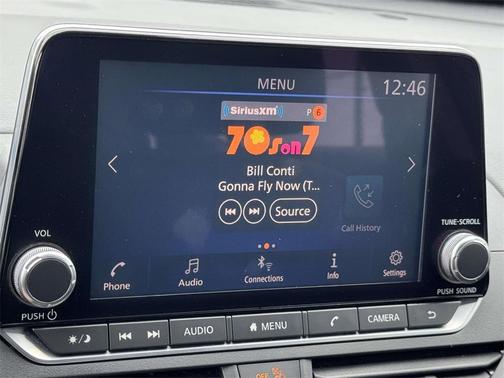 MENU
12:46
SiriusXm
P 6
70s on 7
Bill Conti
Gonna Fly Now (T...
Source
Call History
VOL
TUNE-SCROLL
Phone
Audio
Connections
Info
Settings
PUSH
PUSH SOUND
AUDIO
MENU
CAMERA
OFF